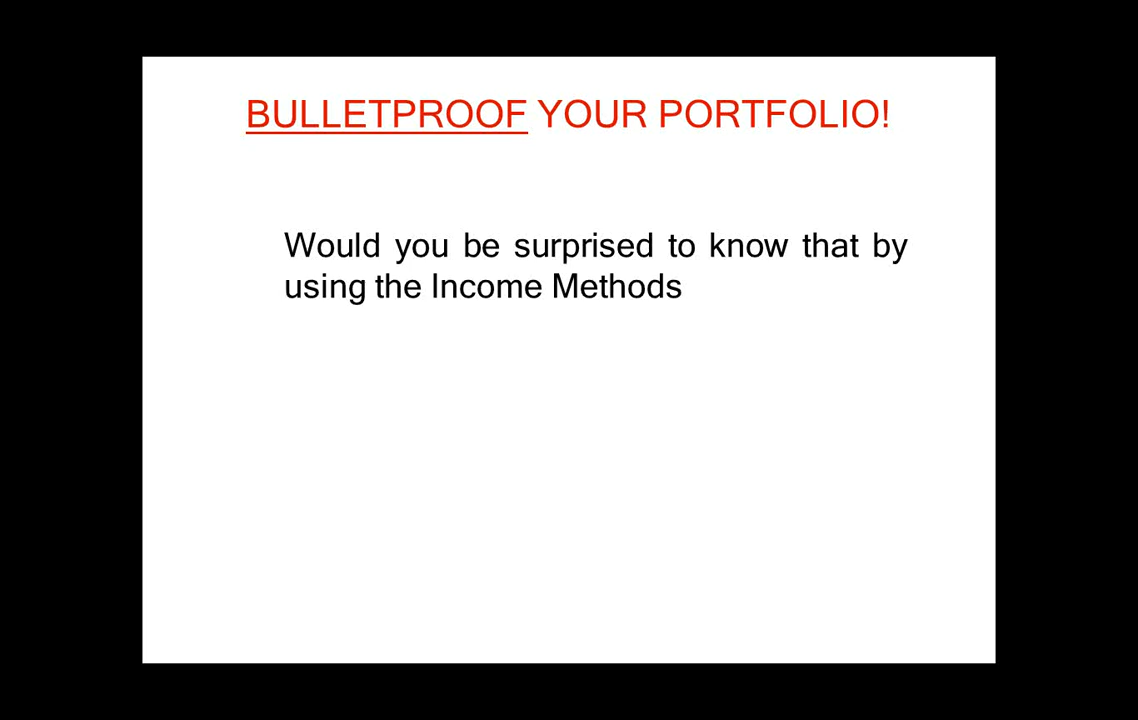 BULLETPROOF YOUR PORTFOLIO!
Would you be surprised to know that by
using the Income Methods